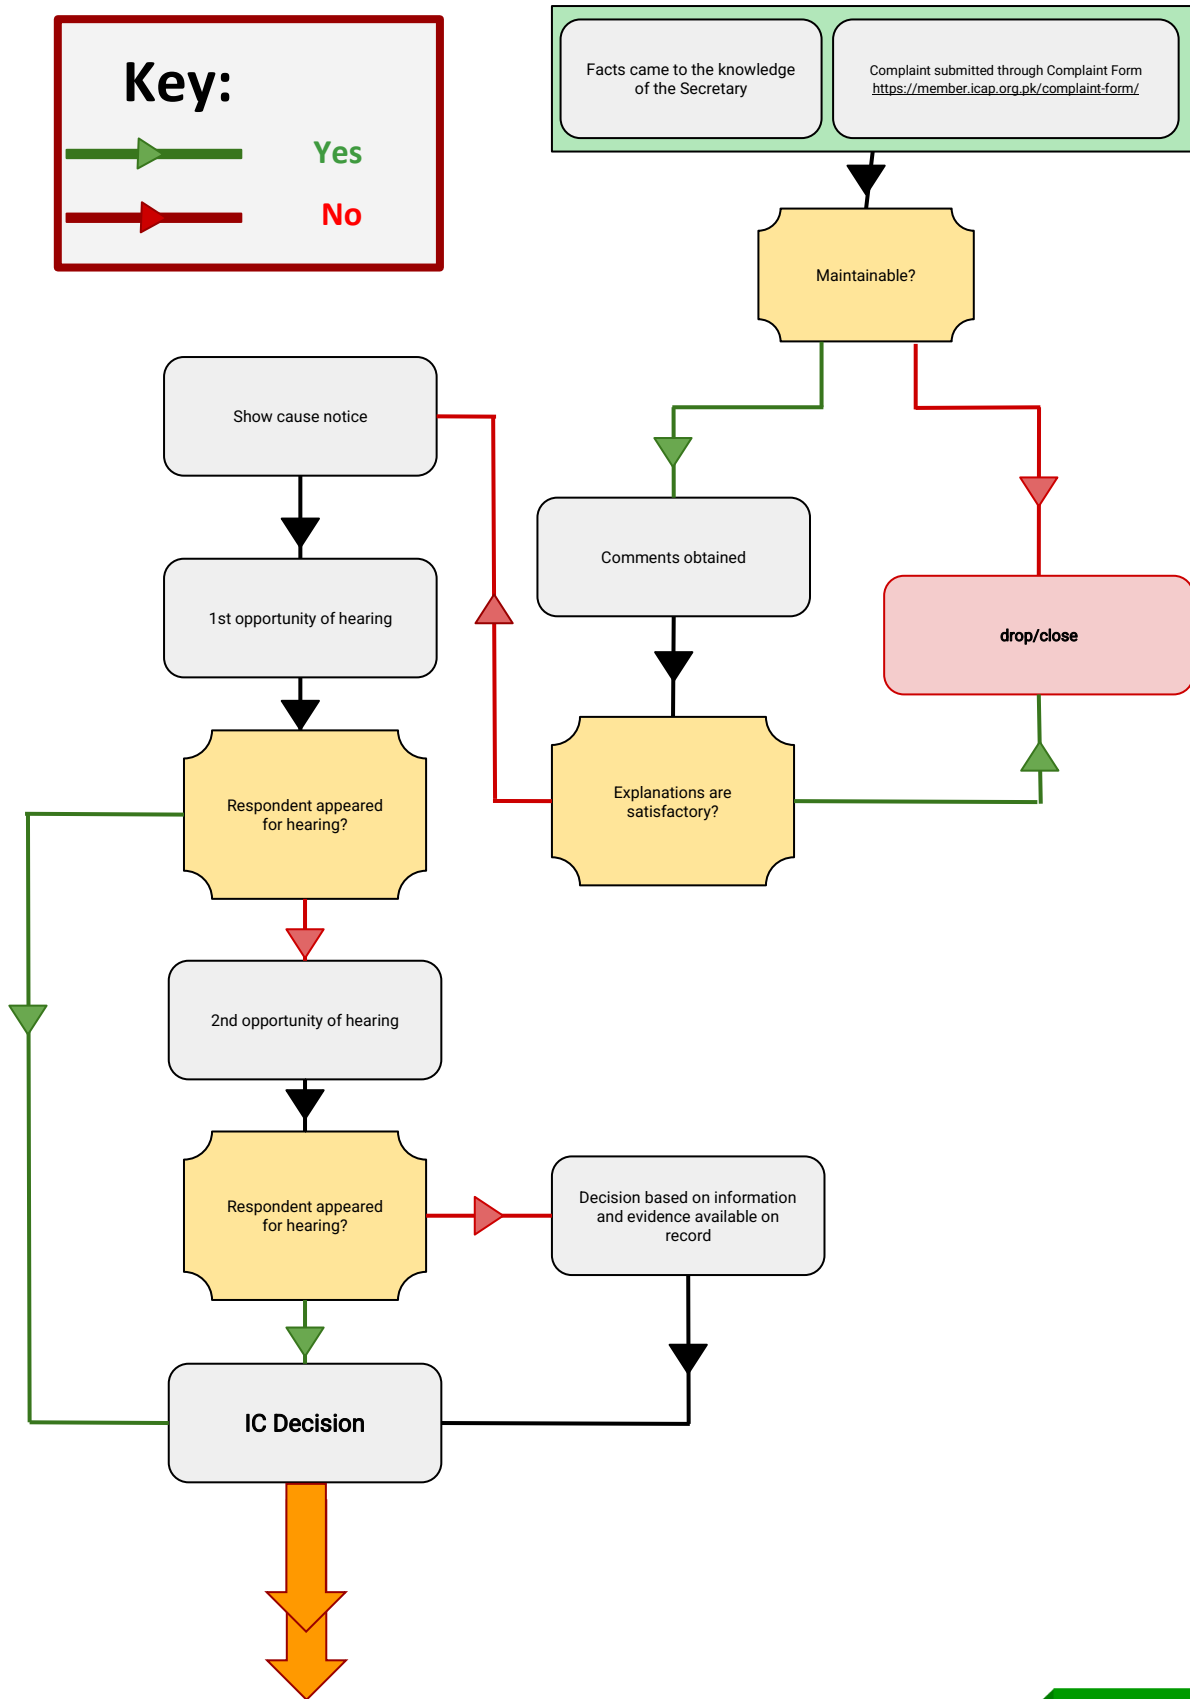 Key:
Yes
No
Facts came to the knowledge
of the Secretary
Complaint submitted through Complaint Form
https://member.icap.org.pk/complaint-form/
Maintainable?
Show cause notice
Comments obtained
1st opportunity of hearing
drop/close
Respondent appeared
for hearing?
Explanations are
satisfactory?
2nd opportunity of hearing
Respondent appeared
for hearing?
Decision based on information
and evidence available on
record
IC Decision